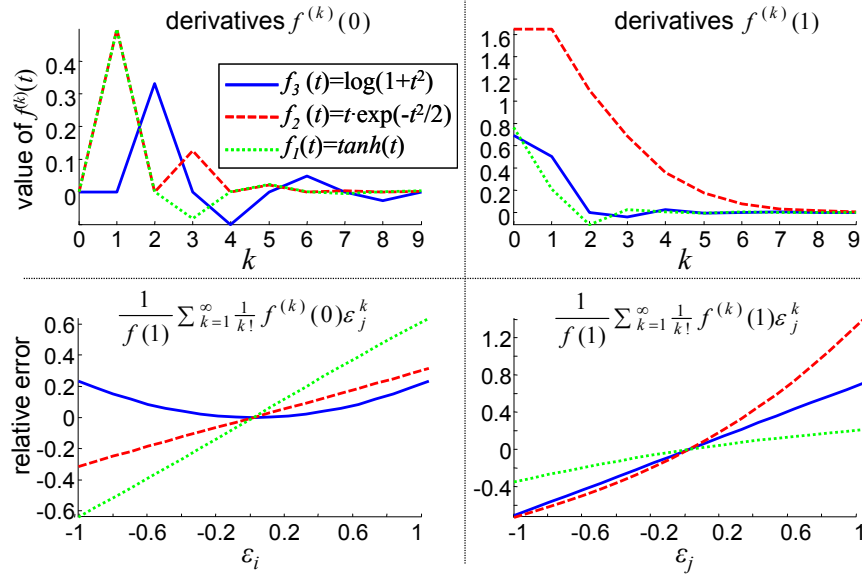 derivatives f^(k)(0)
value of f^(k)(t)
0.4
0.3
0.2
0.1
0
0 1 2 3 4 5 6 7 8 9
k
f_3 (t)=log(1+t^2)
f_2 (t)=t·exp(-t^2/2)
f_1(t)=tanh(t)
derivatives f^(k)(1)
1.6
1.4
1.2
1.0
0.8
0.6
0.4
0.2
0.0
0 1 2 3 4 5 6 7 8 9
k
1/f(1) ∑_{k=1}^∞ 1/k! f^(k)(0)ε_j^k
relative error
0.6
0.4
0.2
0
-0.2
-0.4
-0.6
-1 -0.6 -0.2 0.2 0.6 1
ε_i
1/f(1) ∑_{k=1}^∞ 1/k! f^(k)(1)ε_j^k
1.2
0.8
0.4
0
-0.4
-1 -0.6 -0.2 0.2 0.6 1
ε_j